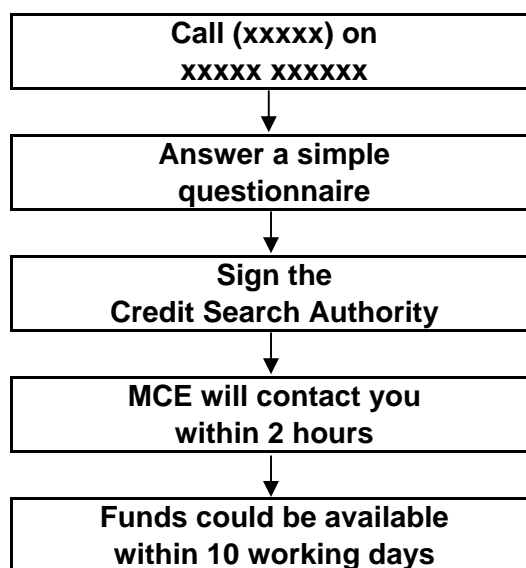 Call (xxxxx) on
xxxxx xxxxxx
Answer a simple
questionnaire
Sign the
Credit Search Authority
MCE will contact you
within 2 hours
Funds could be available
within 10 working days